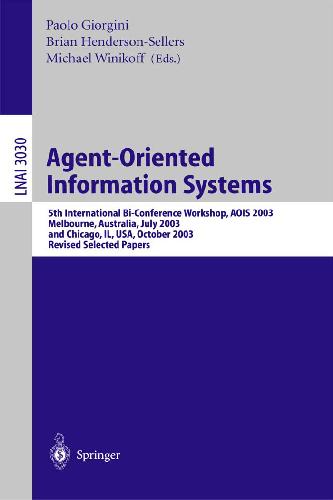 Paolo Giorgini
Brian Henderson-Sellers
Michael Winikoff (Eds.)
LNAI 3030
Agent-Oriented
Information Systems
5th International Bi-Conference Workshop, AOIS 2003
Melbourne, Australia, July 2003
and Chicago, IL, USA, October 2003
Revised Selected Papers
Springer